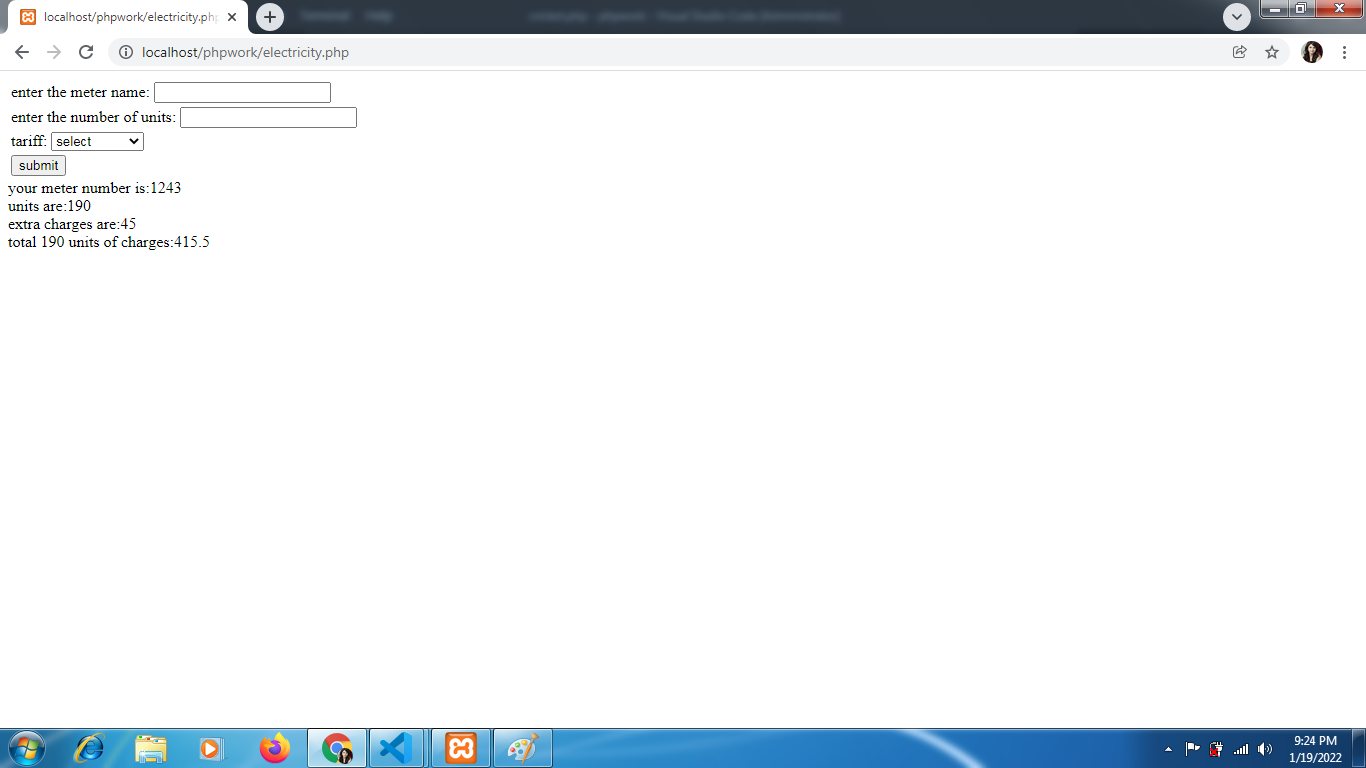 localhost/phpwork/electricity.php
Terminal Help
localhost/phpwork/electricity.php
enter the meter name:
enter the number of units:
tariff: select
submit
your meter number is:1243
units are:190
extra charges are:45
total 190 units of charges:415.5
9:24 PM
1/19/2022